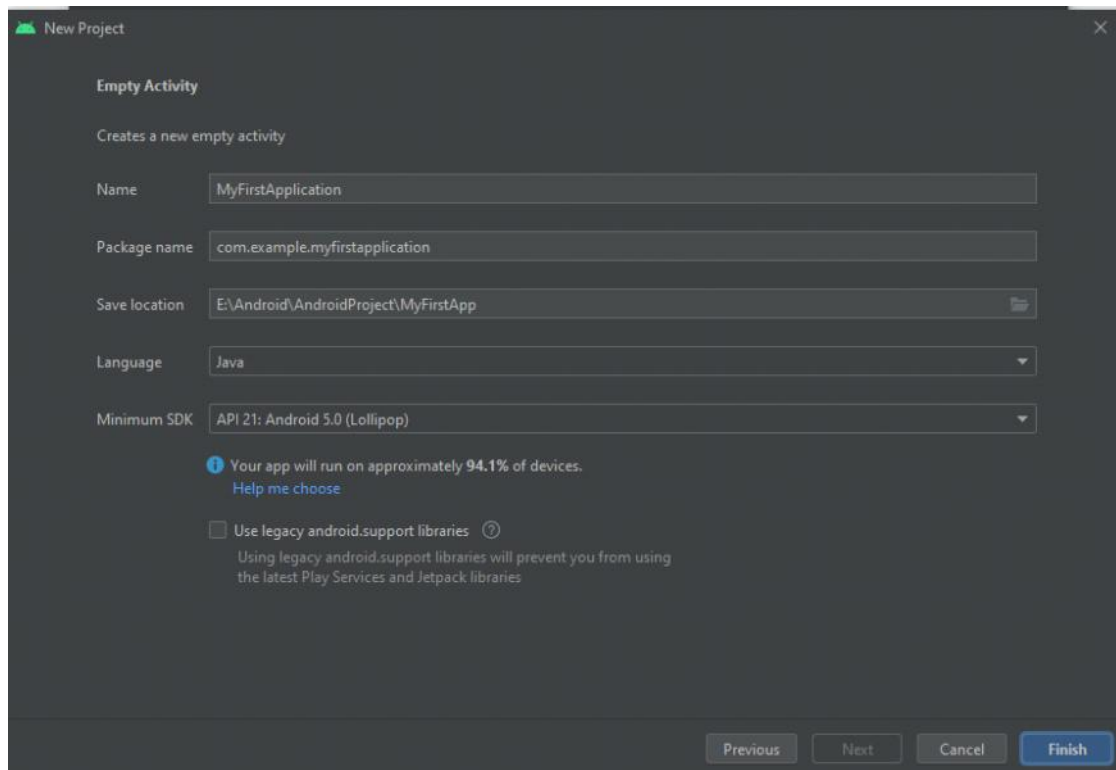 New Project
Empty Activity
Creates a new empty activity
Name MyFirstApplication
Package name com.example.myfirstapplication
Save location E:\Android\AndroidProject\MyFirstApp
Language Java
Minimum SDK API 21: Android 5.0 (Lollipop)
Your app will run on approximately 94.1% of devices.
Help me choose
Use legacy android.support libraries
Using legacy android.support libraries will prevent you from using
the latest Play Services and Jetpack libraries
Previous Next Cancel Finish